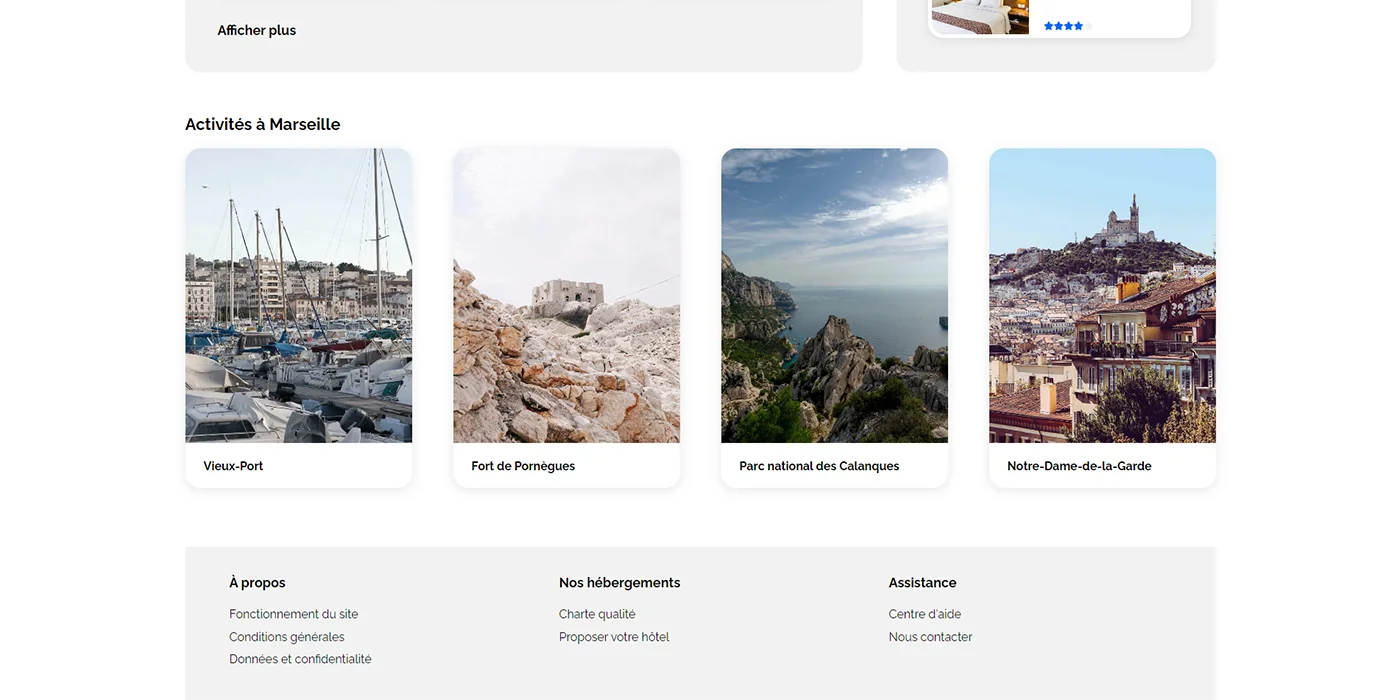 Afficher plus
Activités à Marseille
Vieux-Port
Fort de Pornègues
Parc national des Calanques
Notre-Dame-de-la-Garde
À propos
Fonctionnement du site
Conditions générales
Données et confidentialité
Nos hébergements
Charte qualité
Proposer votre hôtel
Assistance
Centre d'aide
Nous contacter